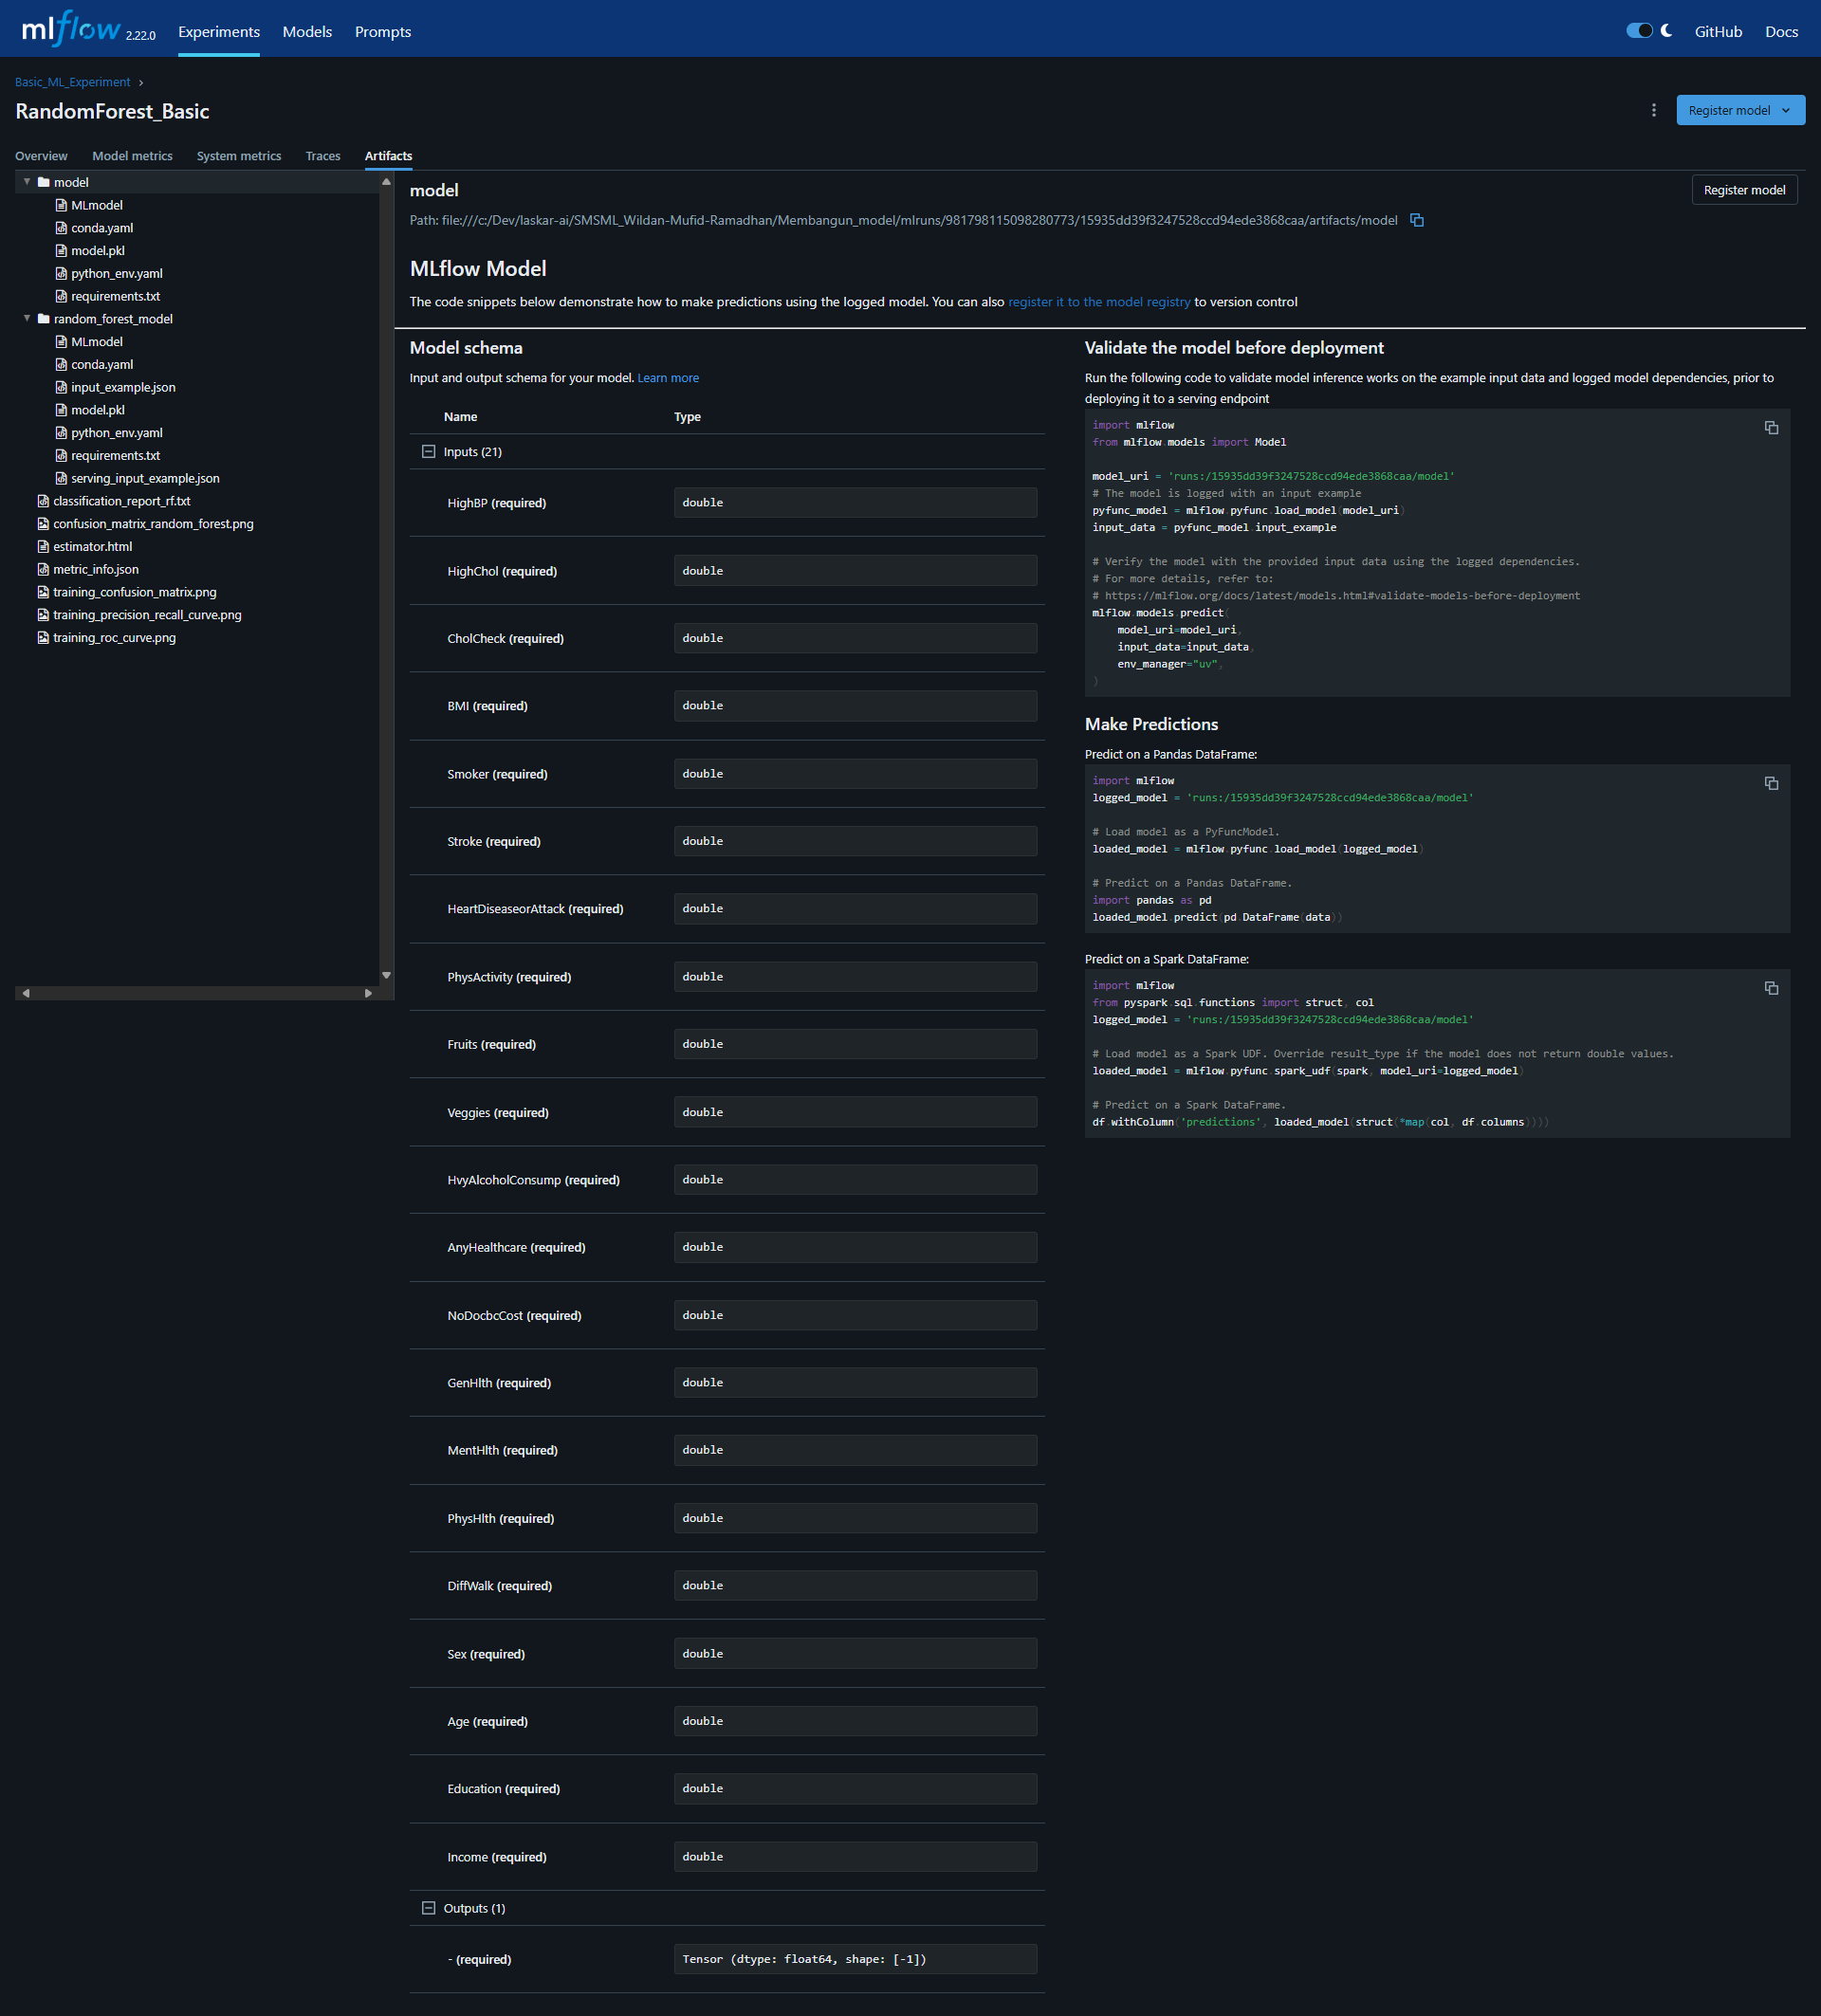 mlflow 2.22.0 Experiments Models Prompts GitHub Docs
Basic_ML_Experiment ›
RandomForest_Basic
Register model
Overview Model metrics System metrics Traces Artifacts
model
MLmodel
conda.yaml
model.pkl
python_env.yaml
requirements.txt
random_forest_model
MLmodel
conda.yaml
input_example.json
model.pkl
python_env.yaml
requirements.txt
serving_input_example.json
classification_report_rf.txt
confusion_matrix_random_forest.png
estimator.html
metric_info.json
training_confusion_matrix.png
training_precision_recall_curve.png
training_roc_curve.png
model
Register model
Path: file:///c:/Dev/laskar-ai/SMSML_Wildan-Mufid-Ramadhan/Membangun_model/mlruns/981798115098280773/15935dd39f3247528ccd94ede3868caa/artifacts/model
MLflow Model
The code snippets below demonstrate how to make predictions using the logged model. You can also register it to the model registry to version control
Model schema
Input and output schema for your model. Learn more
Name Type
Inputs (21)
HighBP (required) double
HighChol (required) double
CholCheck (required) double
BMI (required) double
Smoker (required) double
Stroke (required) double
HeartDiseaseorAttack (required) double
PhysActivity (required) double
Fruits (required) double
Veggies (required) double
HvyAlcoholConsump (required) double
AnyHealthcare (required) double
NoDocbcCost (required) double
GenHlth (required) double
MentHlth (required) double
PhysHlth (required) double
DiffWalk (required) double
Sex (required) double
Age (required) double
Education (required) double
Income (required) double
Outputs (1)
- (required) Tensor (dtype: float64, shape: [-1])
Validate the model before deployment
Run the following code to validate model inference works on the example input data and logged model dependencies, prior to
deploying it to a serving endpoint
import mlflow
from mlflow.models import Model
model_uri = 'runs:/15935dd39f3247528ccd94ede3868caa/model'
# The model is logged with an input example
pyfunc_model = mlflow.pyfunc.load_model(model_uri)
input_data = pyfunc_model.input_example
# Verify the model with the provided input data using the logged dependencies.
# For more details, refer to:
# https://mlflow.org/docs/latest/models.html#validate-models-before-deployment
mlflow.models.predict(
model_uri=model_uri,
input_data=input_data,
env_manager="uv",
)
Make Predictions
Predict on a Pandas DataFrame:
import mlflow
logged_model = 'runs:/15935dd39f3247528ccd94ede3868caa/model'
# Load model as a PyFuncModel.
loaded_model = mlflow.pyfunc.load_model(logged_model)
# Predict on a Pandas DataFrame.
import pandas as pd
loaded_model.predict(pd.DataFrame(data))
Predict on a Spark DataFrame:
import mlflow
from pyspark.sql.functions import struct, col
logged_model = 'runs:/15935dd39f3247528ccd94ede3868caa/model'
# Load model as a Spark UDF. Override result_type if the model does not return double values.
loaded_model = mlflow.pyfunc.spark_udf(spark, model_uri=logged_model)
# Predict on a Spark DataFrame.
df.withColumn('predictions', loaded_model(struct(*map(col, df.columns))))